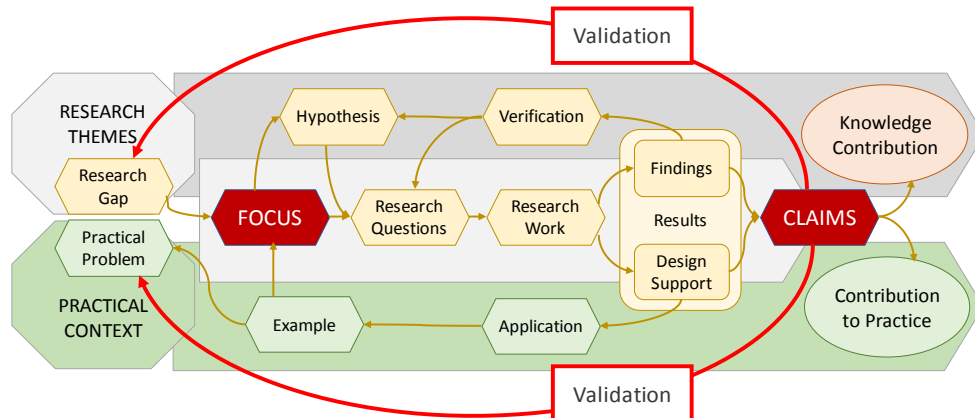 Validation
RESEARCH
THEMES
Hypothesis
Verification
Knowledge
Contribution
Research
Gap
Findings
FOCUS
Research
Questions
Research
Work
Results
CLAIMS
Practical
Problem
Design
Support
PRACTICAL
CONTEXT
Example
Application
Contribution
to Practice
Validation